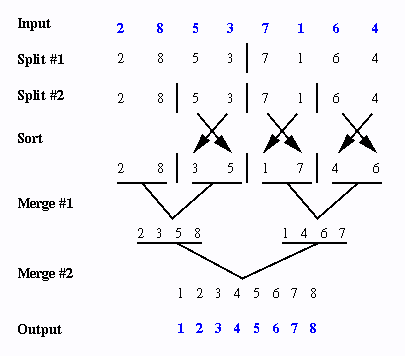 Input 2 8 5 3 7 1 6 4
Split #1 2 8 5 3 7 1 6 4
Split #2 2 8 5 3 7 1 6 4
Sort
2 8 3 5 1 7 4 6
Merge #1
2 3 5 8 1 4 6 7
Merge #2
1 2 3 4 5 6 7 8
Output 1 2 3 4 5 6 7 8